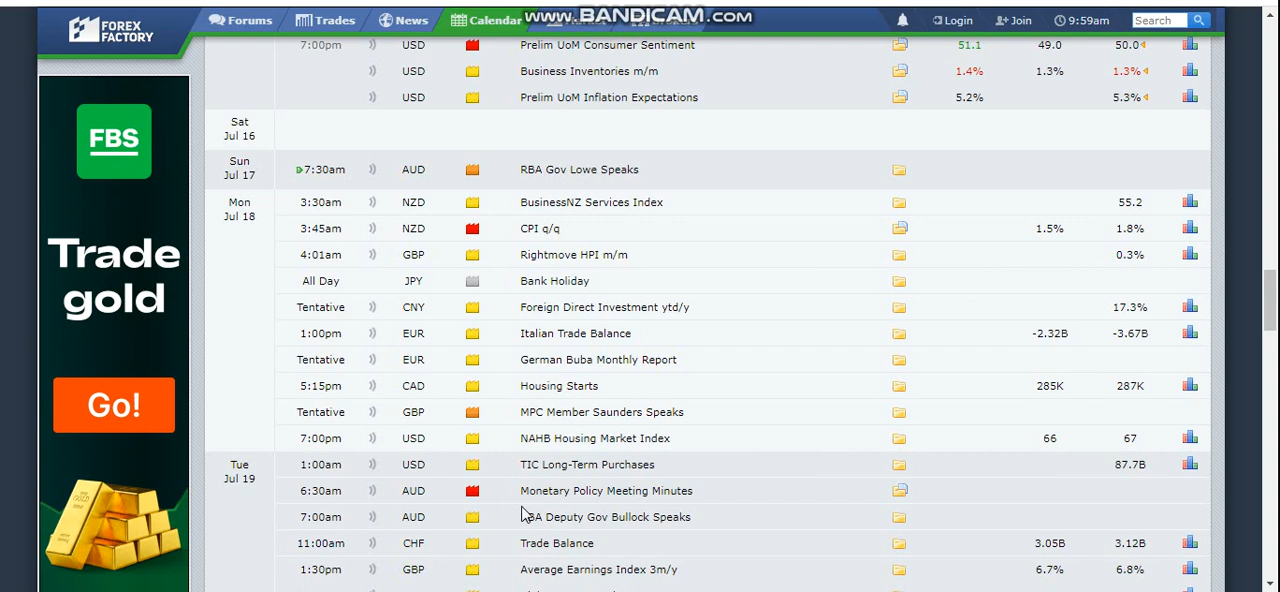 FOREX
FACTORY
Forums
Trades
News
Calendar
www.BANDICAM.com
Login
Join
9:59am
Search
7:00pm USD Prelim UoM Consumer Sentiment 51.1 49.0 50.0
USD Business Inventories m/m 1.4% 1.3% 1.3%
USD Prelim UoM Inflation Expectations 5.2% 5.3%
Sat
Jul 16
Sun
Jul 17
7:30am AUD RBA Gov Lowe Speaks
Mon
Jul 18
3:30am NZD BusinessNZ Services Index 55.2
3:45am NZD CPI q/q 1.5% 1.8%
4:01am GBP Rightmove HPI m/m 0.3%
All Day JPY Bank Holiday
Tentative CNY Foreign Direct Investment ytd/y 17.3%
1:00pm EUR Italian Trade Balance -2.32B -3.67B
Tentative EUR German Buba Monthly Report
5:15pm CAD Housing Starts 285K 287K
Tentative GBP MPC Member Saunders Speaks
7:00pm USD NAHB Housing Market Index 66 67
Tue
Jul 19
1:00am USD TIC Long-Term Purchases 87.7B
6:30am AUD Monetary Policy Meeting Minutes
7:00am AUD Deputy Gov Bullock Speaks
11:00am CHF Trade Balance 3.05B 3.12B
1:30pm GBP Average Earnings Index 3m/y 6.7% 6.8%
FBS
Trade
gold
Go!